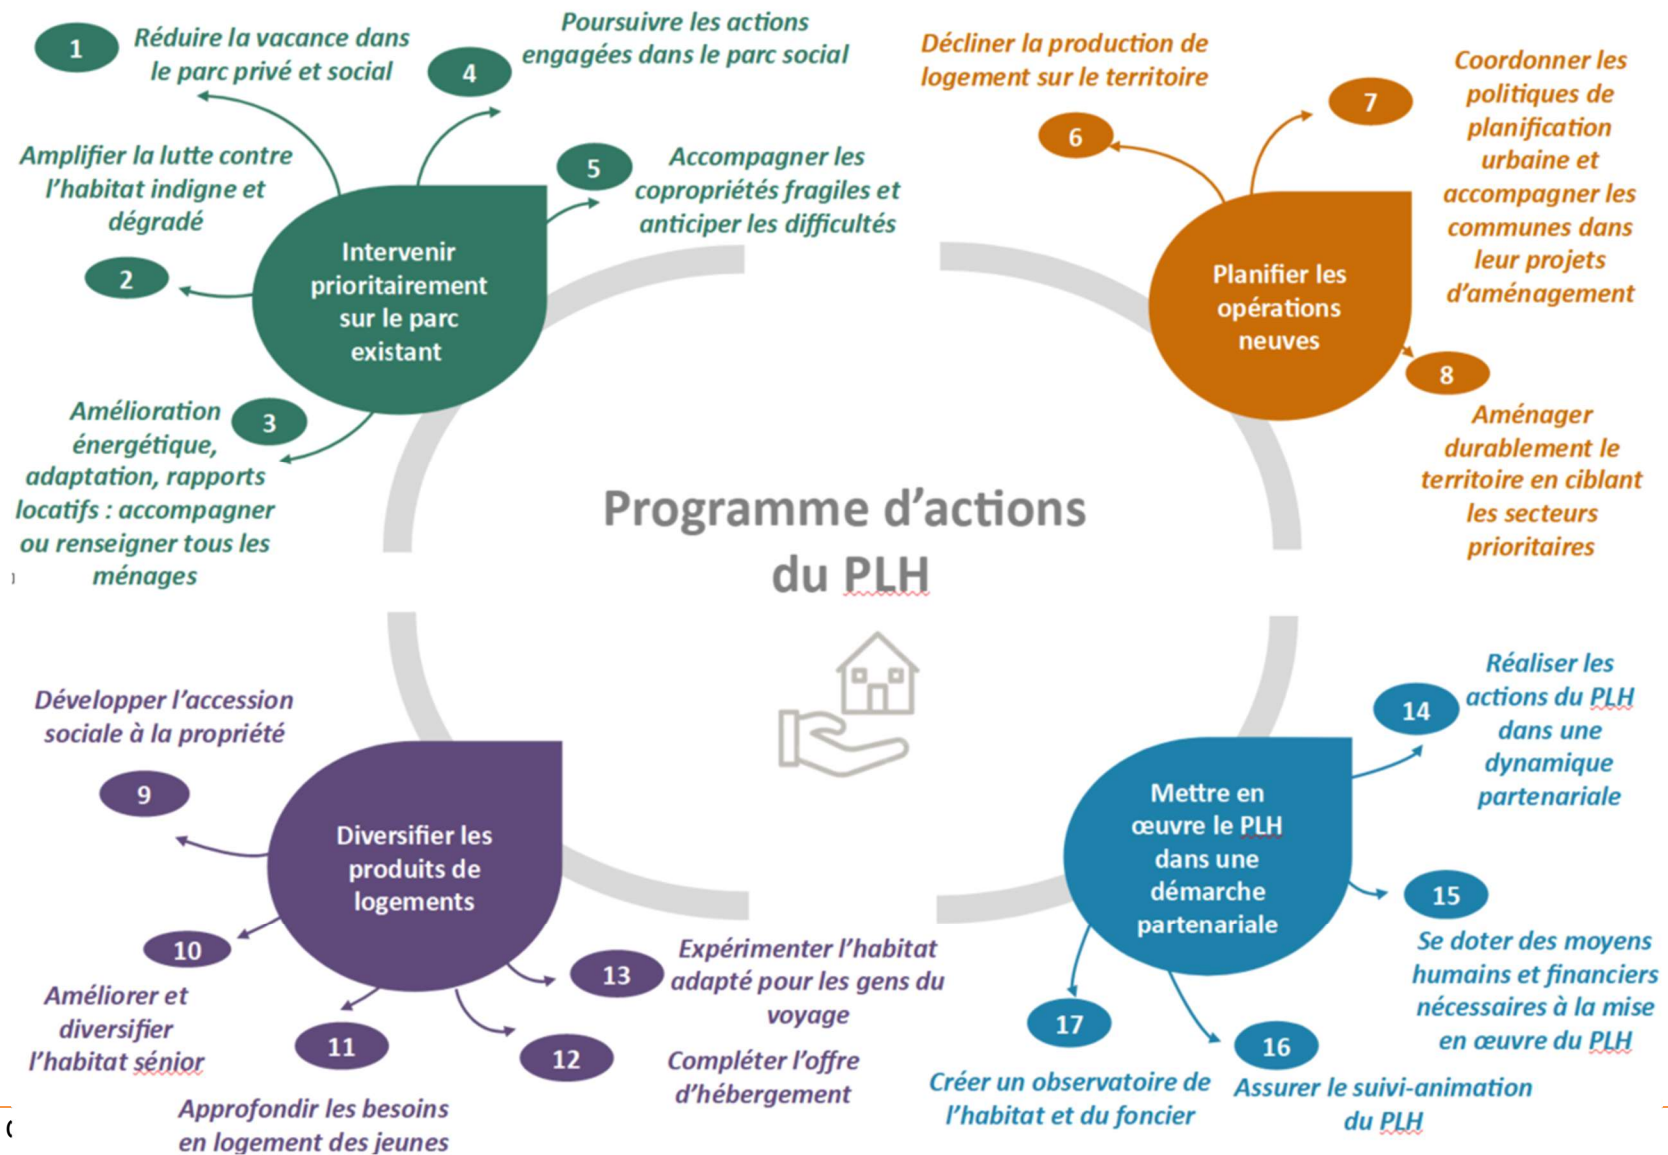 1
Réduire la vacance dans
le parc privé et social
4
Poursuivre les actions
engagées dans le parc social
Amplifier la lutte contre
l'habitat indigne et
dégradé
2
5
Accompagner les
copropriétés fragiles et
anticiper les difficultés
Intervenir
prioritairement
sur le parc
existant
3
Amélioration
énergétique,
adaptation, rapports
locatifs : accompagner
ou renseigner tous les
ménages
Décliner la production de
logement sur le territoire
6
7
Coordonner les
politiques de
planification
urbaine et
accompagner les
communes dans
leur projets
d'aménagement
Planifier les
opérations
neuves
8
Aménager
durablement le
territoire en ciblant
les secteurs
prioritaires
Programme d'actions
du PLH
Développer l'accession
sociale à la propriété
9
Diversifier les
produits de
logements
10
Améliorer et
diversifier
l'habitat sénior
11
Approfondir les besoins
en logement des jeunes
12
Compléter l'offre
d'hébergement
13
Expérimenter l'habitat
adapté pour les gens du
voyage
14
Réaliser les
actions du PLH
dans une
dynamique
partenariale
Mettre en
œuvre le PLH
dans une
démarche
partenariale
15
Se doter des moyens
humains et financiers
nécessaires à la mise
en œuvre du PLH
16
Assurer le suivi-animation
du PLH
17
Créer un observatoire de
l'habitat et du foncier